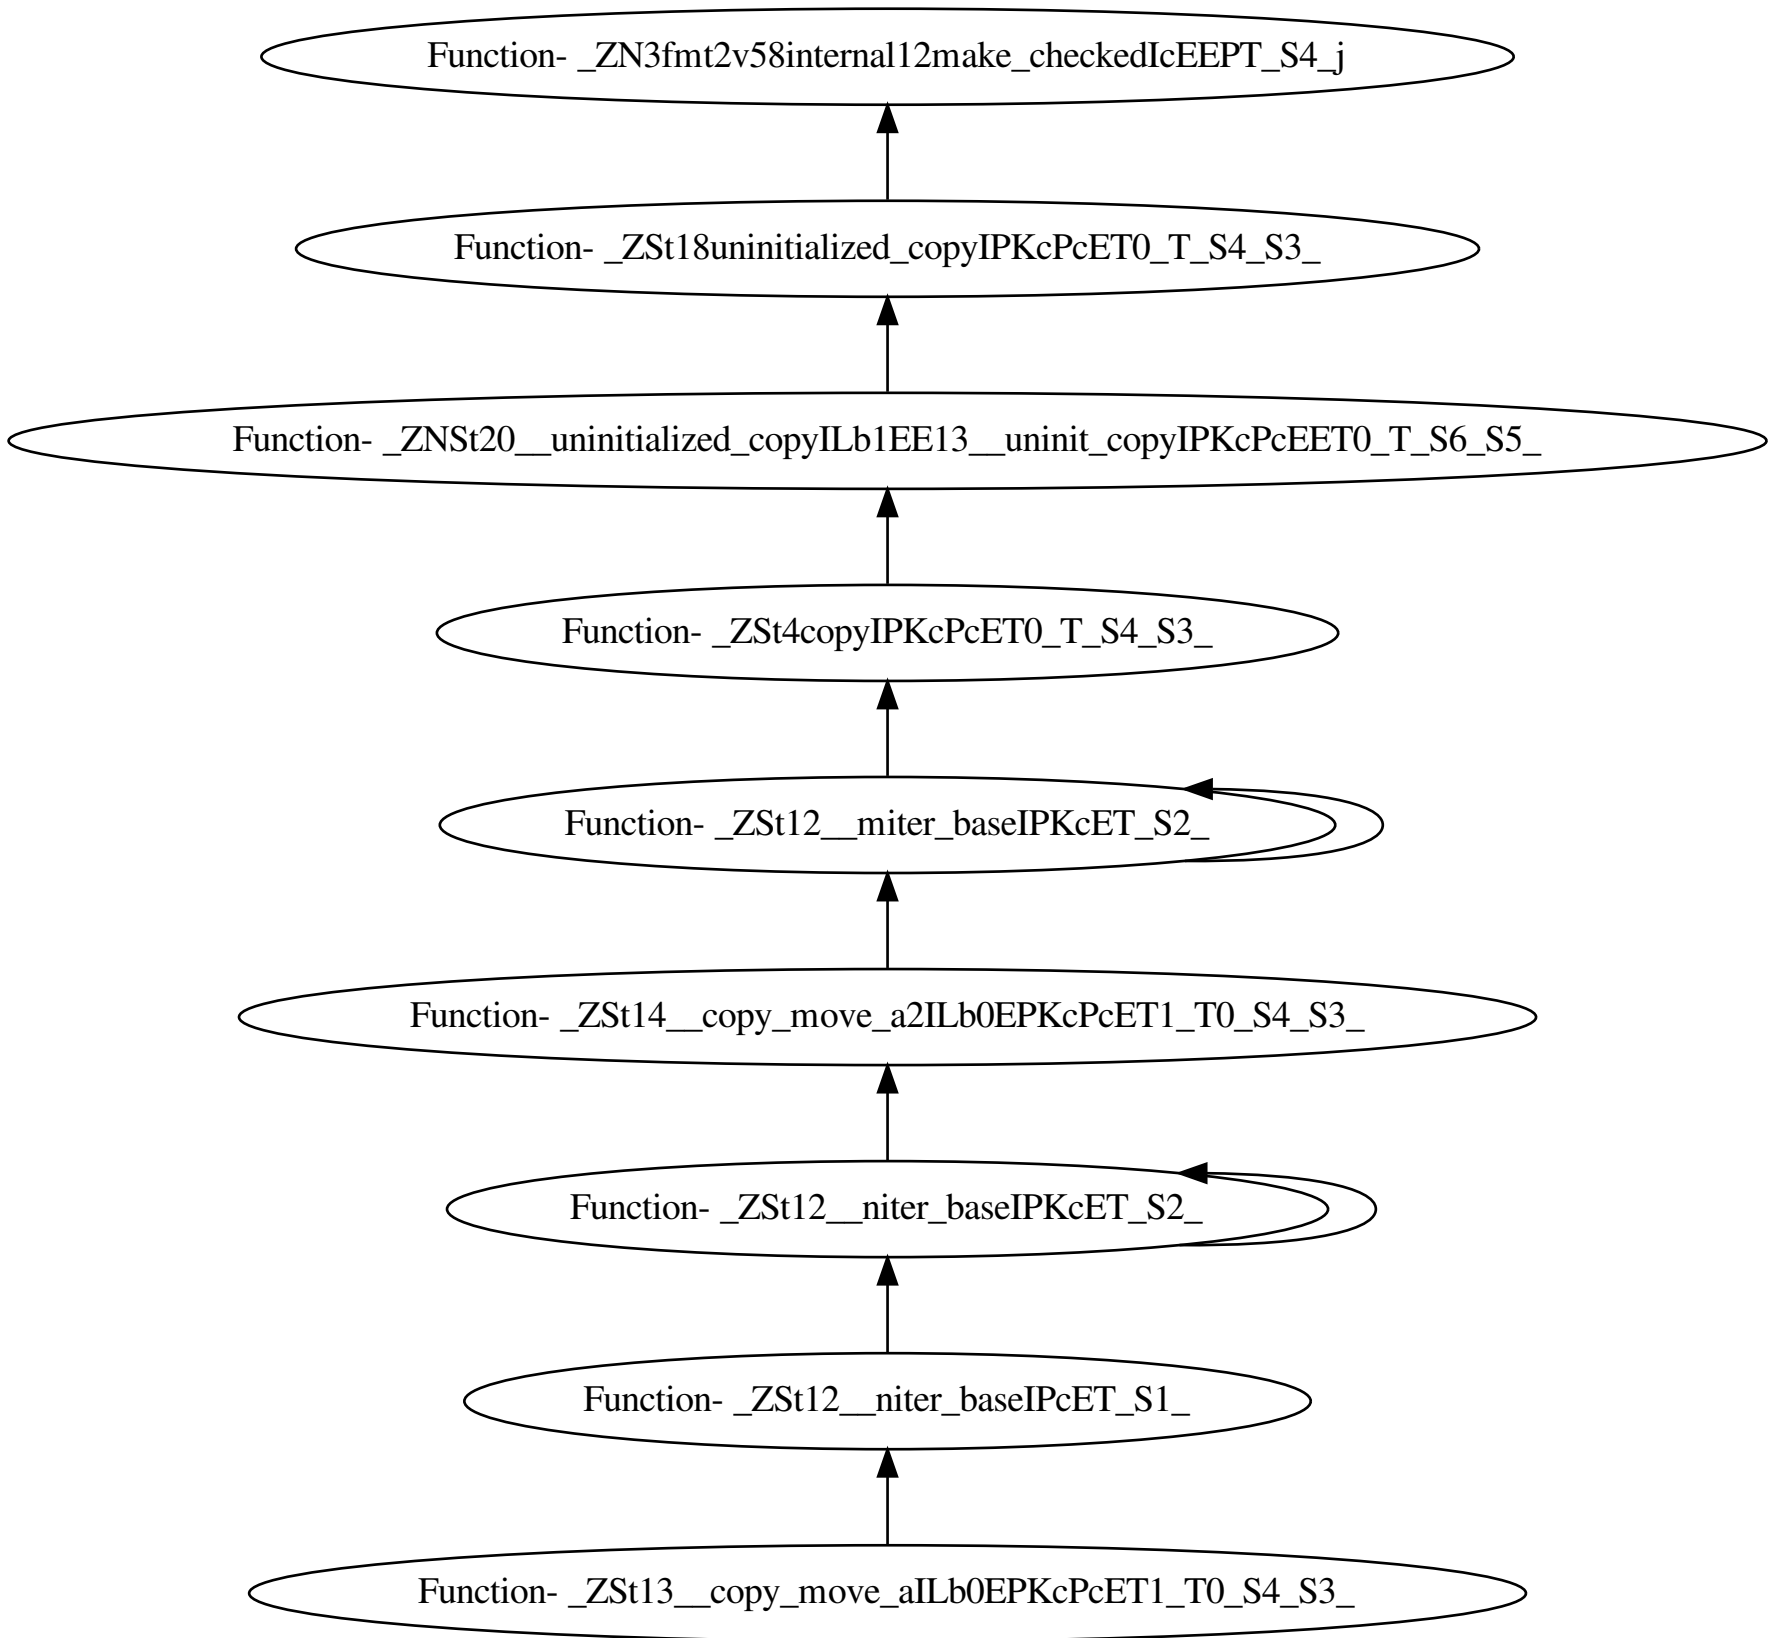 Function- _ZN3fmt2v58internal12make_checkedIcEEPT_S4_j
Function- _ZSt18uninitialized_copyIPKcPcET0_T_S4_S3_
Function- _ZNSt20__uninitialized_copyILb1EE13__uninit_copyIPKcPcEET0_T_S6_S5_
Function- _ZSt4copyIPKcPcET0_T_S4_S3_
Function- _ZSt12__miter_baseIPKcET_S2_
Function- _ZSt14__copy_move_a2ILb0EPKcPcET1_T0_S4_S3_
Function- _ZSt12__niter_baseIPKcET_S2_
Function- _ZSt12__niter_baseIPcET_S1_
Function- _ZSt13__copy_move_aILb0EPKcPcET1_T0_S4_S3_